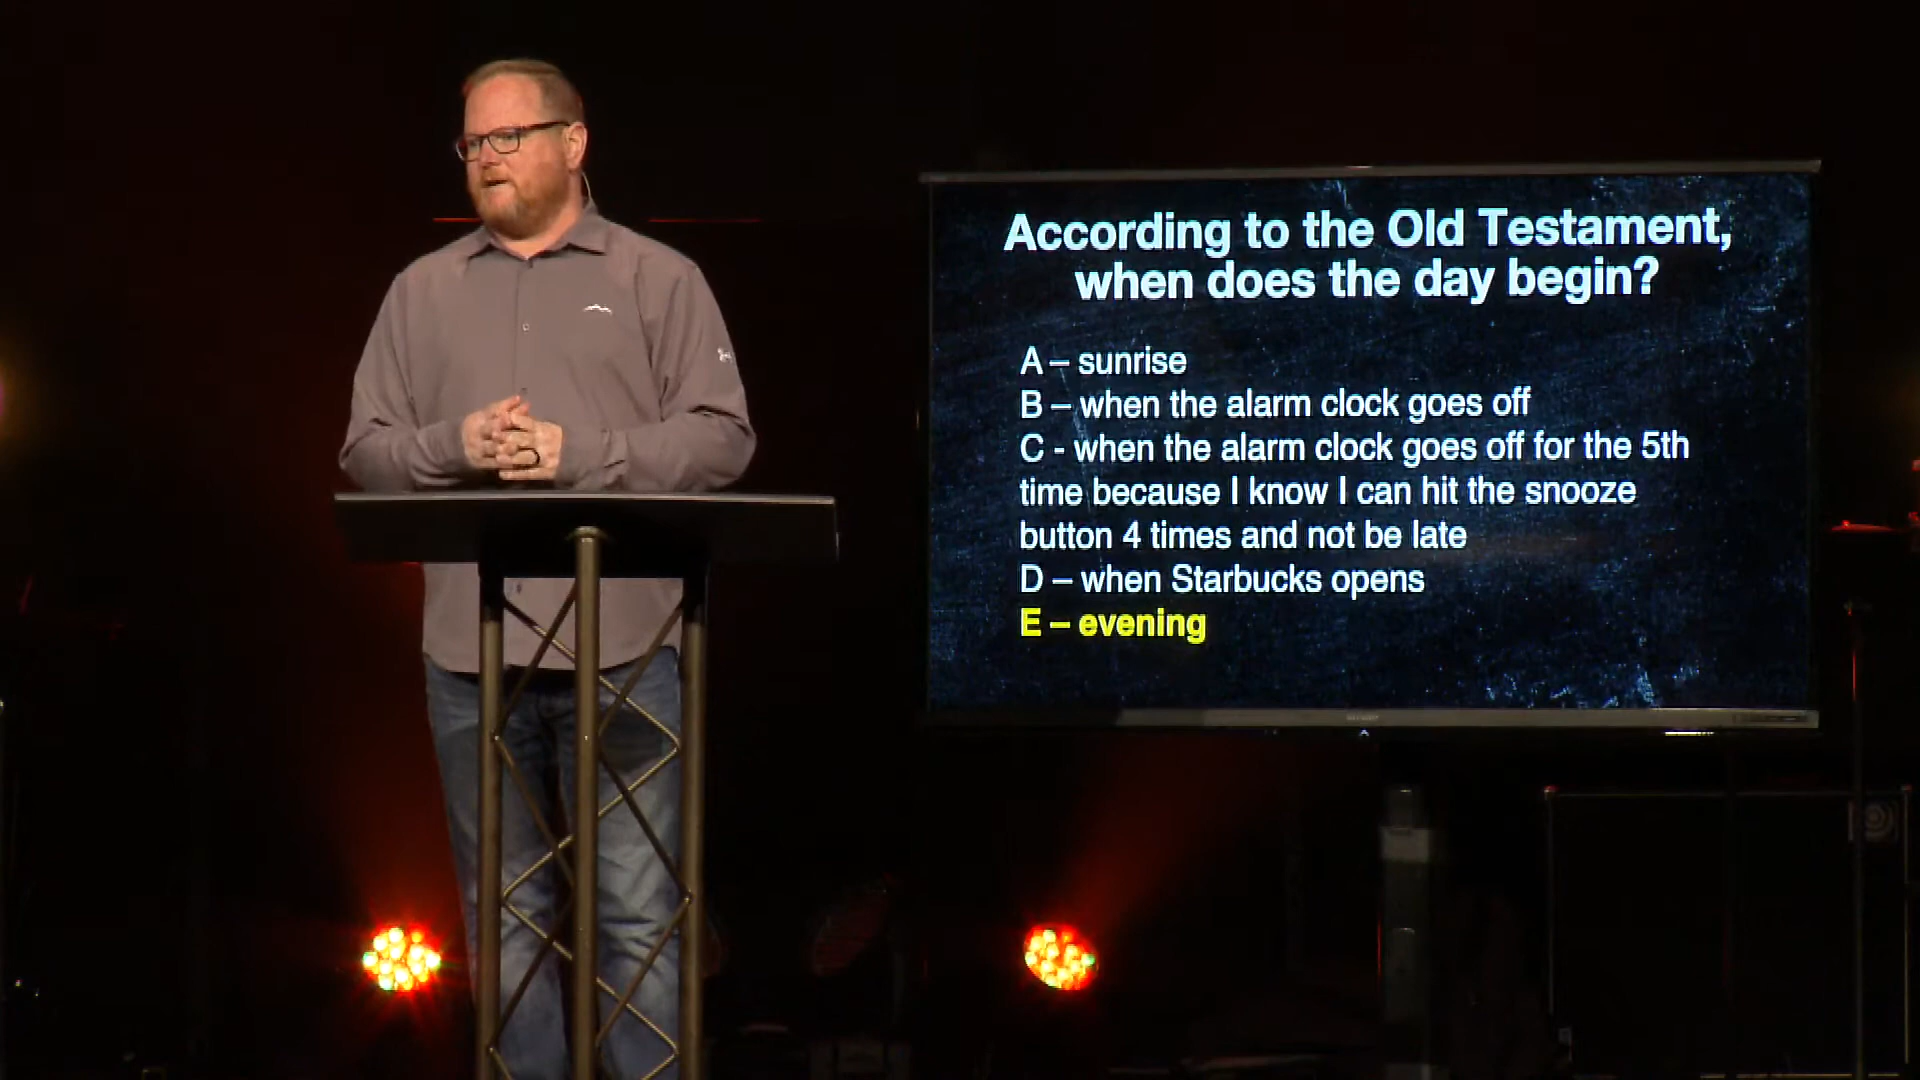 According to the Old Testament,
when does the day begin?
A – sunrise
B – when the alarm clock goes off
C - when the alarm clock goes off for the 5th
time because I know I can hit the snooze
button 4 times and not be late
D – when Starbucks opens
E – evening